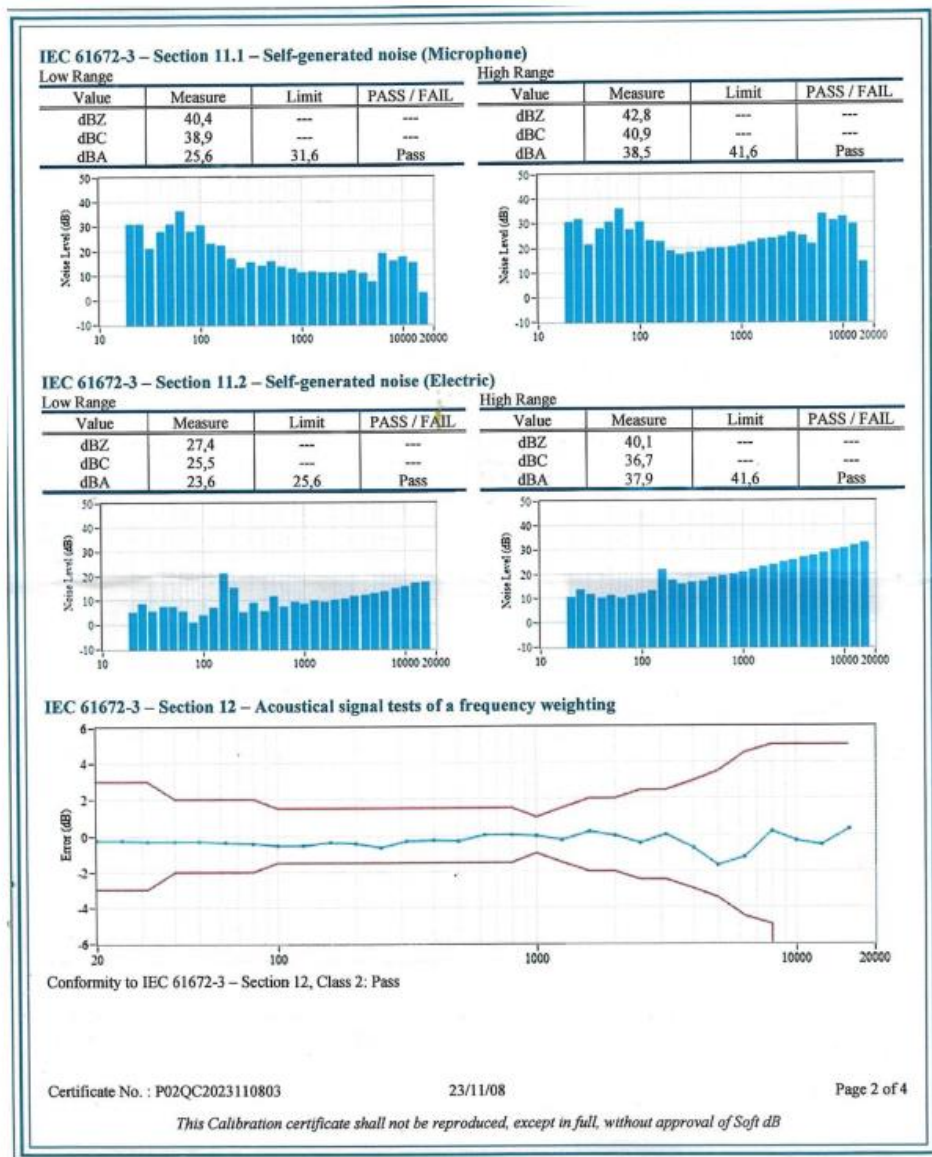 IEC 61672-3 – Section 11.1 – Self-generated noise (Microphone)
Low Range
Value Measure Limit PASS / FAIL
dBZ 40,4 --- ---
dBC 38,9 --- ---
dBA 25,6 31,6 Pass
High Range
Value Measure Limit PASS / FAIL
dBZ 42,8 --- ---
dBC 40,9 --- ---
dBA 38,5 41,6 Pass
Noise Level (dB)
50
40
30
20
10
0
-10
10 100 1000 10000 20000
Noise Level (dB)
50
40
30
20
10
0
-10
10 100 1000 10000 20000
IEC 61672-3 – Section 11.2 – Self-generated noise (Electric)
Low Range
Value Measure Limit PASS / FAIL
dBZ 27,4 --- ---
dBC 25,5 --- ---
dBA 23,6 25,6 Pass
High Range
Value Measure Limit PASS / FAIL
dBZ 40,1 --- ---
dBC 36,7 --- ---
dBA 37,9 41,6 Pass
Noise Level (dB)
50
40
30
20
10
0
-10
10 100 1000 10000 20000
Noise Level (dB)
50
40
30
20
10
0
-10
10 100 1000 10000 20000
IEC 61672-3 – Section 12 – Acoustical signal tests of a frequency weighting
Error (dB)
6
4
2
0
-2
-4
-6
20 100 1000 10000 20000
Conformity to IEC 61672-3 – Section 12, Class 2: Pass
Certificate No. : P02QC2023110803 23/11/08 Page 2 of 4
This Calibration certificate shall not be reproduced, except in full, without approval of Soft dB